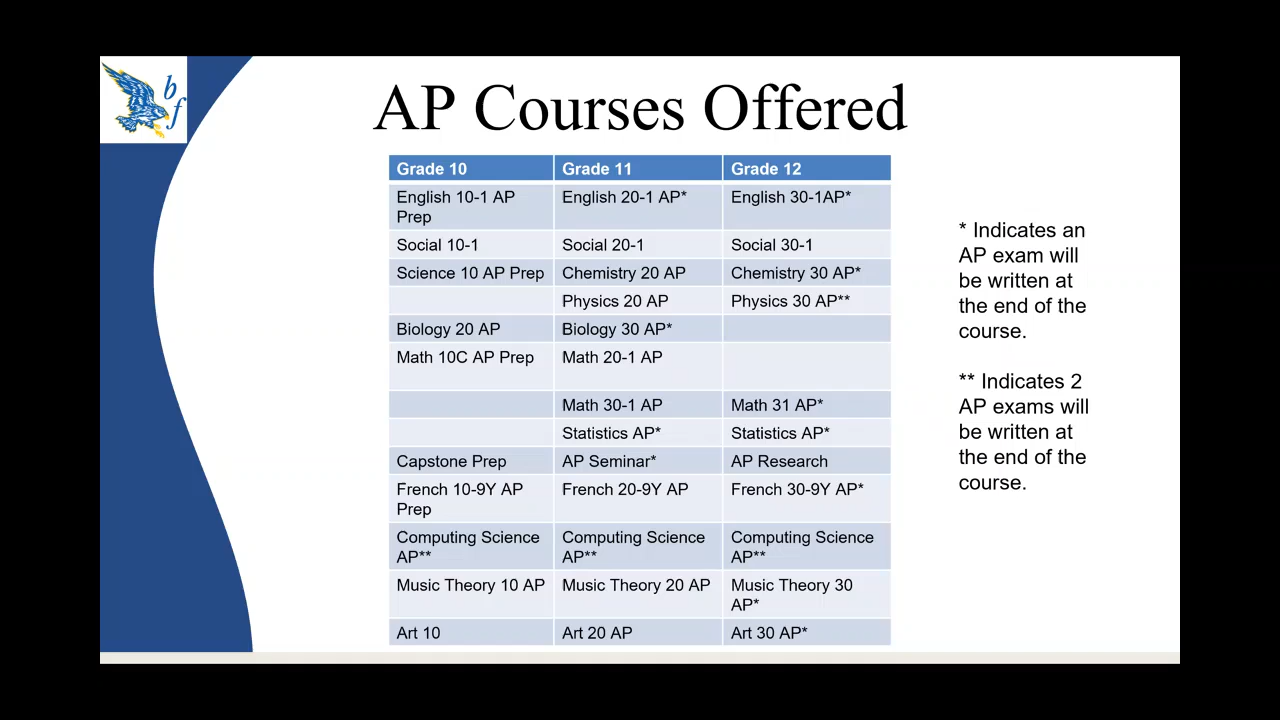 b
f
AP Courses Offered
Grade 10 Grade 11 Grade 12
English 10-1 AP
Prep
English 20-1 AP*
English 30-1AP*
Social 10-1 Social 20-1 Social 30-1
Science 10 AP Prep Chemistry 20 AP Chemistry 30 AP*
Physics 20 AP Physics 30 AP**
Biology 20 AP Biology 30 AP*
Math 10C AP Prep Math 20-1 AP
Math 30-1 AP Math 31 AP*
Statistics AP* Statistics AP*
Capstone Prep AP Seminar* AP Research
French 10-9Y AP
Prep
French 20-9Y AP
French 30-9Y AP*
Computing Science
AP**
Computing Science
AP**
Computing Science
AP**
Music Theory 10 AP
Music Theory 20 AP
Music Theory 30
AP*
Art 10 Art 20 AP Art 30 AP*
* Indicates an
AP exam will
be written at
the end of the
course.
** Indicates 2
AP exams will
be written at
the end of the
course.